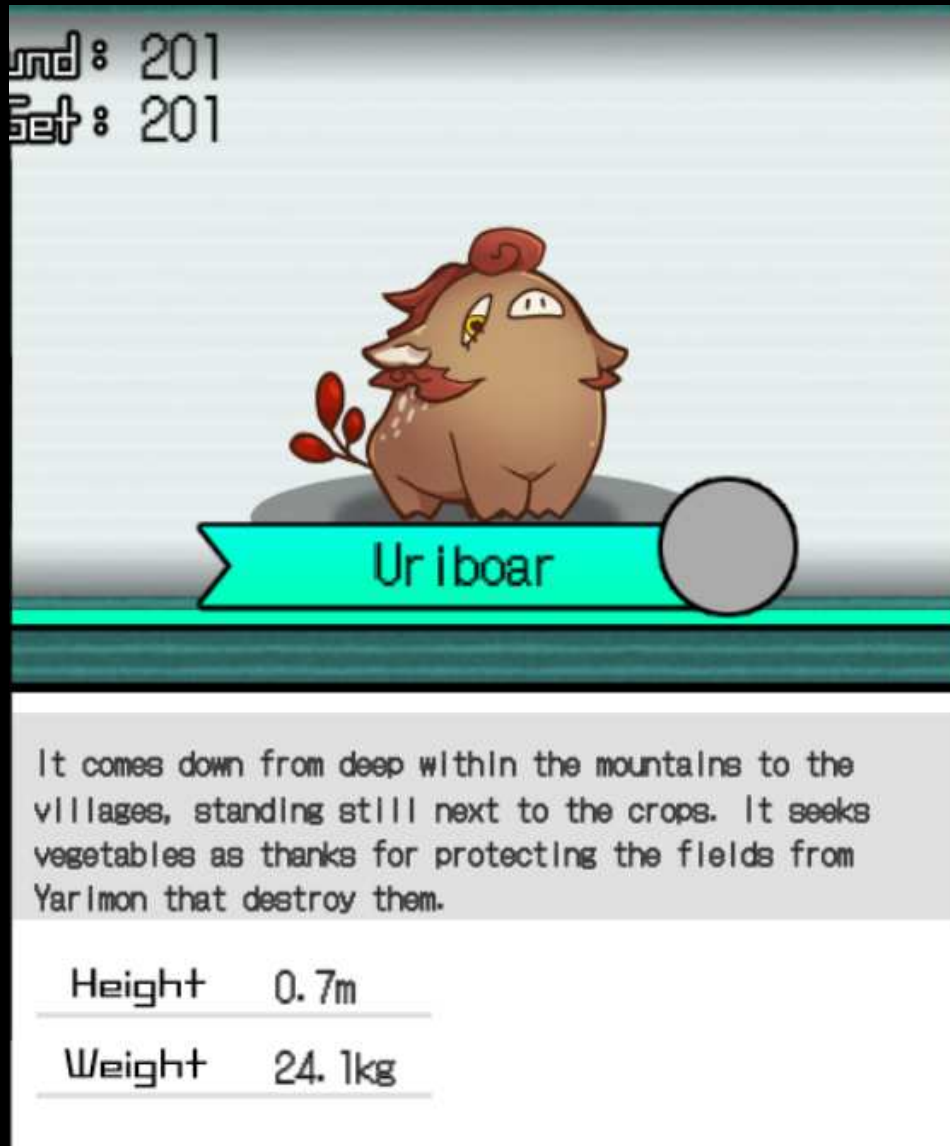 und: 201
Get: 201
Uriboar
It comes down from deep within the mountains to the
villages, standing still next to the crops. It seeks
vegetables as thanks for protecting the fields from
Yarimon that destroy them.
Height 0.7m
Weight 24.1kg